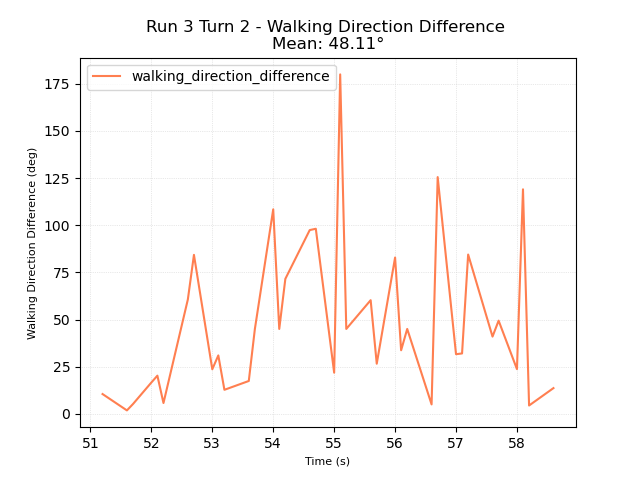 Run 3 Turn 2 - Walking Direction Difference
Mean: 48.11°
walking_direction_difference
Walking Direction Difference (deg)
175
150
125
100
75
50
25
0
51 52 53 54 55 56 57 58
Time (s)